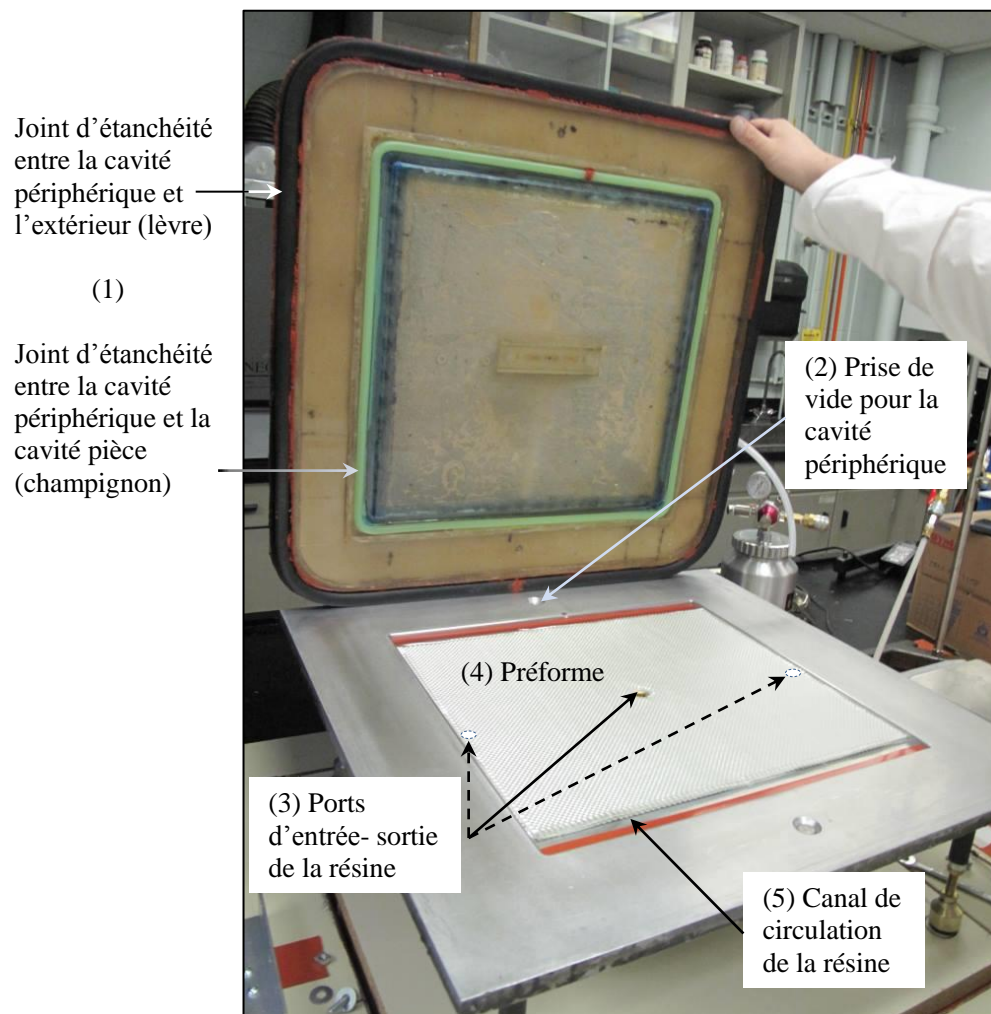 Joint d’étanchéité
entre la cavité
périphérique et
l’extérieur (lèvre)
(1)
Joint d’étanchéité
entre la cavité
périphérique et la
cavité pièce
(champignon)
(2) Prise de
vide pour la
cavité
périphérique
(4) Préforme
(3) Ports
d’entrée- sortie
de la résine
(5) Canal de
circulation
de la résine